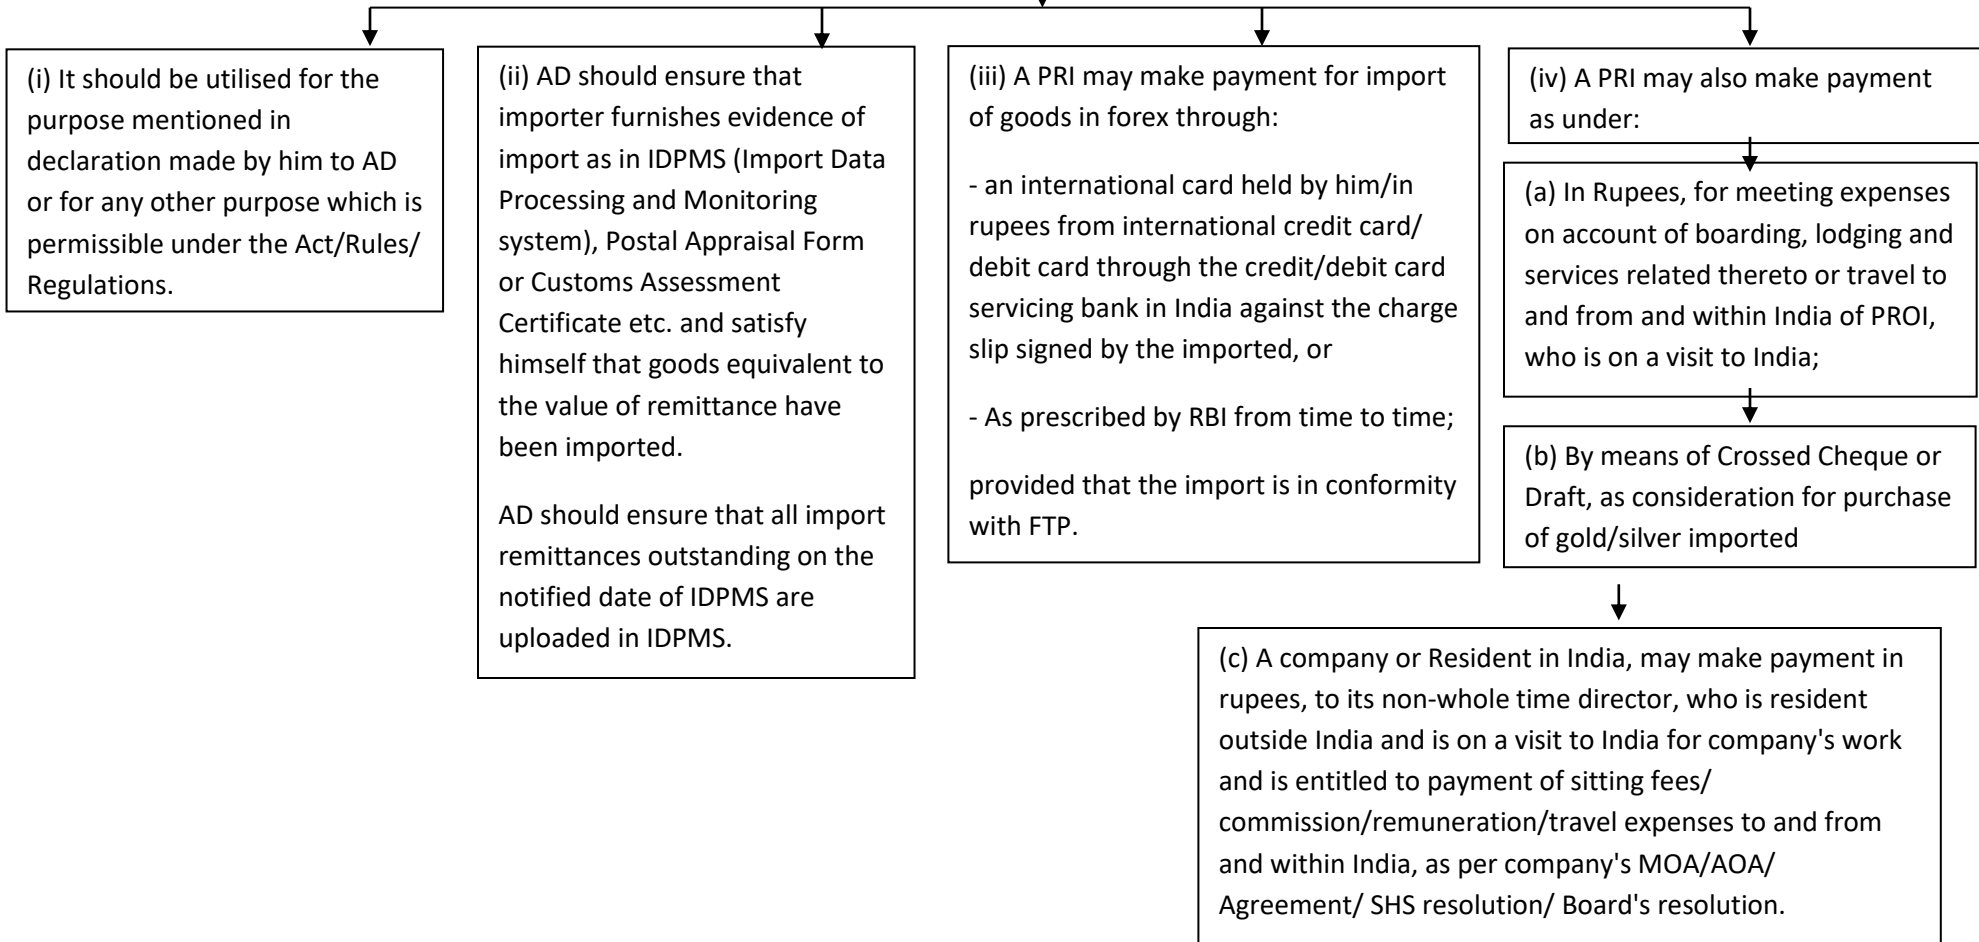 (i) It should be utilised for the
purpose mentioned in
declaration made by him to AD
or for any other purpose which is
permissible under the Act/Rules/
Regulations.
(ii) AD should ensure that
importer furnishes evidence of
import as in IDPMS (Import Data
Processing and Monitoring
system), Postal Appraisal Form
or Customs Assessment
Certificate etc. and satisfy
himself that goods equivalent to
the value of remittance have
been imported.
AD should ensure that all import
remittances outstanding on the
notified date of IDPMS are
uploaded in IDPMS.
(iii) A PRI may make payment for import
of goods in forex through:
- an international card held by him/in
rupees from international credit card/
debit card through the credit/debit card
servicing bank in India against the charge
slip signed by the imported, or
- As prescribed by RBI from time to time;
provided that the import is in conformity
with FTP.
(iv) A PRI may also make payment
as under:
(a) In Rupees, for meeting expenses
on account of boarding, lodging and
services related thereto or travel to
and from and within India of PROI,
who is on a visit to India;
(b) By means of Crossed Cheque or
Draft, as consideration for purchase
of gold/silver imported
(c) A company or Resident in India, may make payment in
rupees, to its non-whole time director, who is resident
outside India and is on a visit to India for company's work
and is entitled to payment of sitting fees/
commission/remuneration/travel expenses to and from
and within India, as per company's MOA/AOA/
Agreement/ SHS resolution/ Board's resolution.